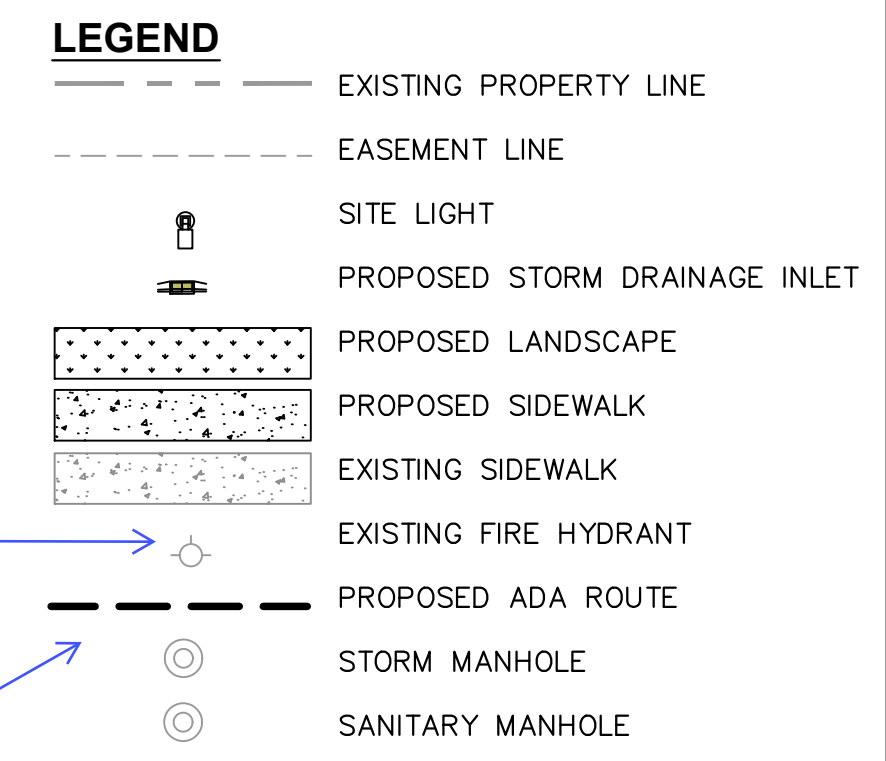 LEGEND
EXISTING PROPERTY LINE
EASEMENT LINE
SITE LIGHT
PROPOSED STORM DRAINAGE INLET
PROPOSED LANDSCAPE
PROPOSED SIDEWALK
EXISTING SIDEWALK
EXISTING FIRE HYDRANT
PROPOSED ADA ROUTE
STORM MANHOLE
SANITARY MANHOLE